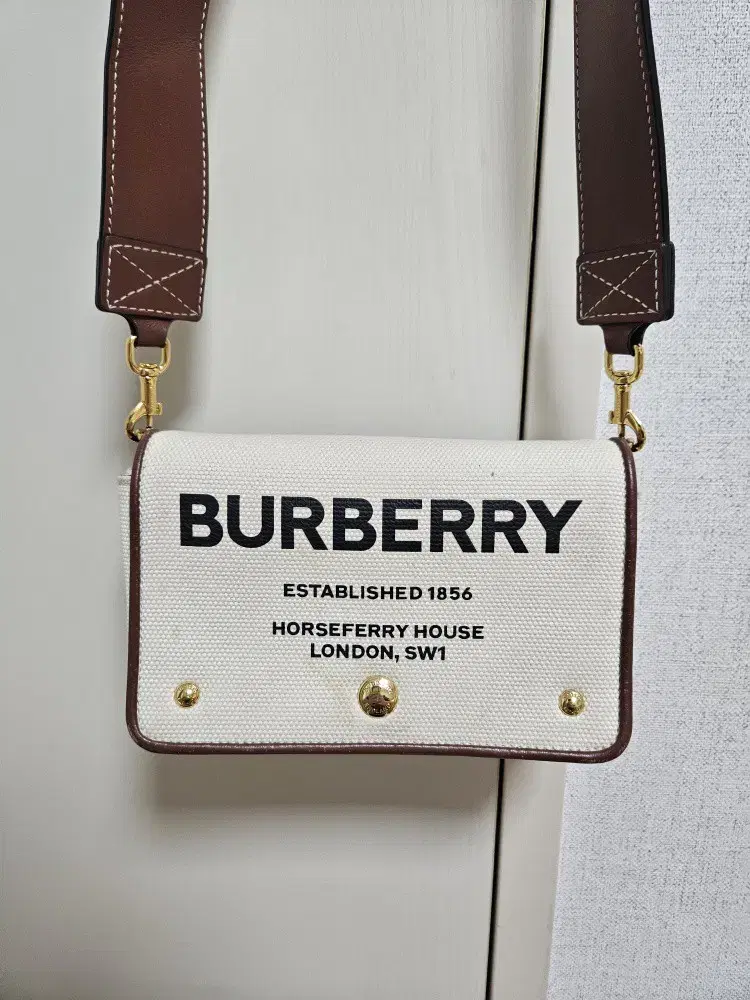 BURBERRY
ESTABLISHED 1856
HORSEFERRY HOUSE
LONDON, SW1